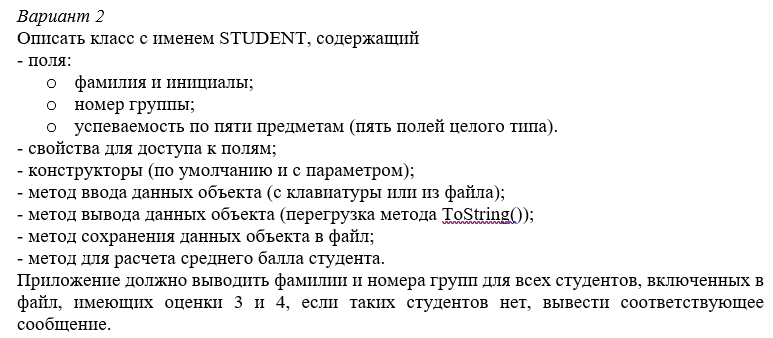 Вариант 2
Описать класс с именем STUDENT, содержащий
- поля:
o фамилия и инициалы;
o номер группы;
o успеваемость по пяти предметам (пять полей целого типа).
- свойства для доступа к полям;
- конструкторы (по умолчанию и с параметром);
- метод ввода данных объекта (с клавиатуры или из файла);
- метод вывода данных объекта (перегрузка метода ToString());
- метод сохранения данных объекта в файл;
- метод для расчета среднего балла студента.
Приложение должно выводить фамилии и номера групп для всех студентов, включенных в
файл, имеющих оценки 3 и 4, если таких студентов нет, вывести соответствующее
сообщение.